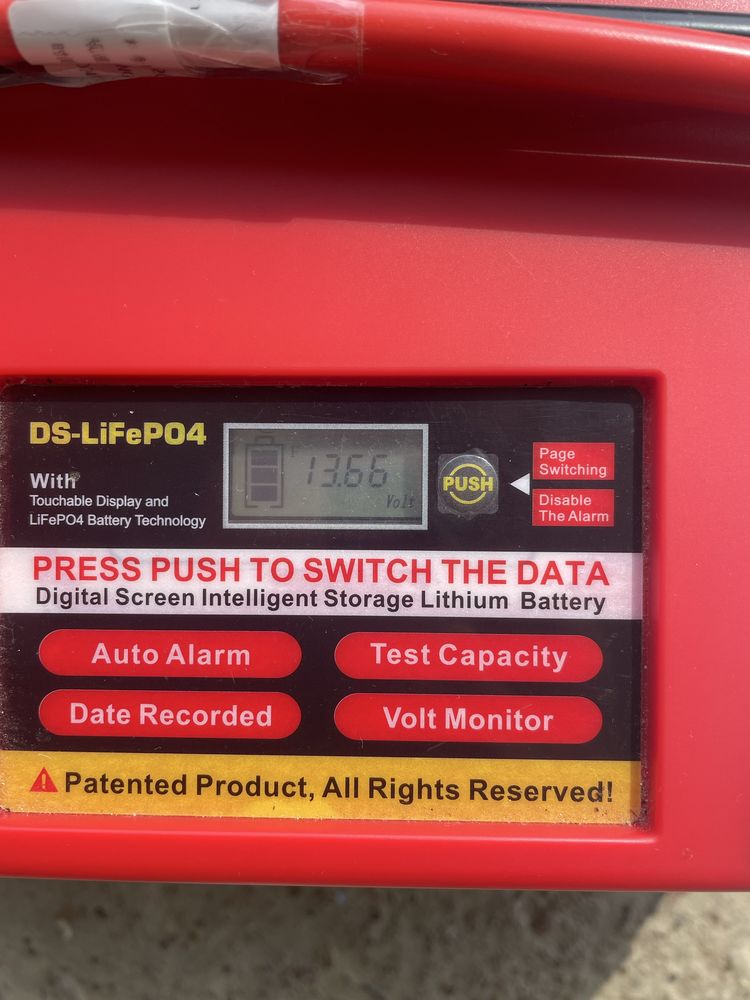 DS-LiFePO4
With
Touchable Display and
LiFePO4 Battery Technology
13.66
Volt
PUSH
Page
Switching
Disable
The Alarm
PRESS PUSH TO SWITCH THE DATA
Digital Screen Intelligent Storage Lithium Battery
Auto Alarm
Test Capacity
Date Recorded
Volt Monitor
Patented Product, All Rights Reserved!